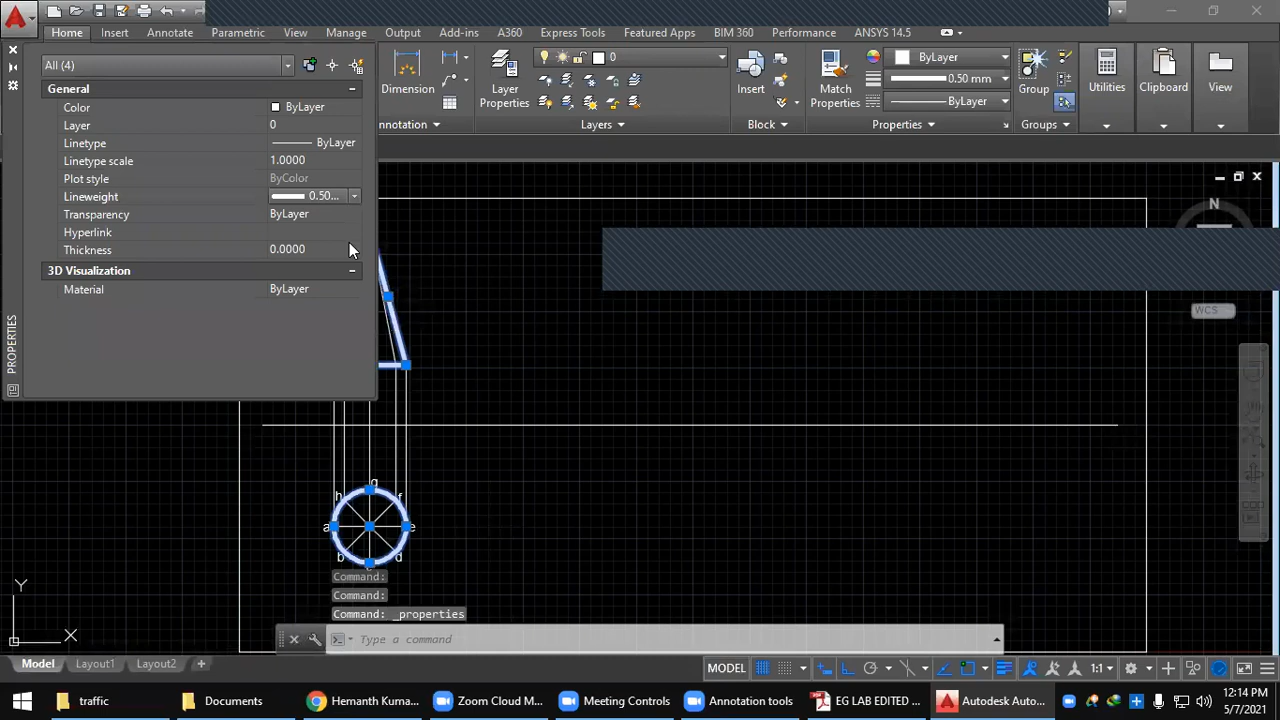 Home Insert Annotate Parametric View Manage Output Add-ins A360 Express Tools Featured Apps BIM 360 Performance ANSYS 14.5
All (4)
General
Color ByLayer
Layer 0
Linetype ByLayer
Linetype scale 1.0000
Plot style ByColor
Lineweight 0.50...
Transparency ByLayer
Hyperlink
Thickness 0.0000
3D Visualization
Material ByLayer
PROPERTIES
Dimension
nnotation
Layer
Properties
0
Layers
Insert
Block
Match
Properties
ByLayer
0.50 mm
ByLayer
Properties
Group
Groups
Utilities
Clipboard
View
N
WCS
g
h f
a e
b d
Command:
Command:
Command: _properties
Type a command
Y
X
Model Layout1 Layout2
MODEL 1:1
traffic Documents Hemanth Kuma... Zoom Cloud M... Meeting Controls Annotation tools EG LAB EDITED ... Autodesk Auto...
12:14 PM
5/7/2021